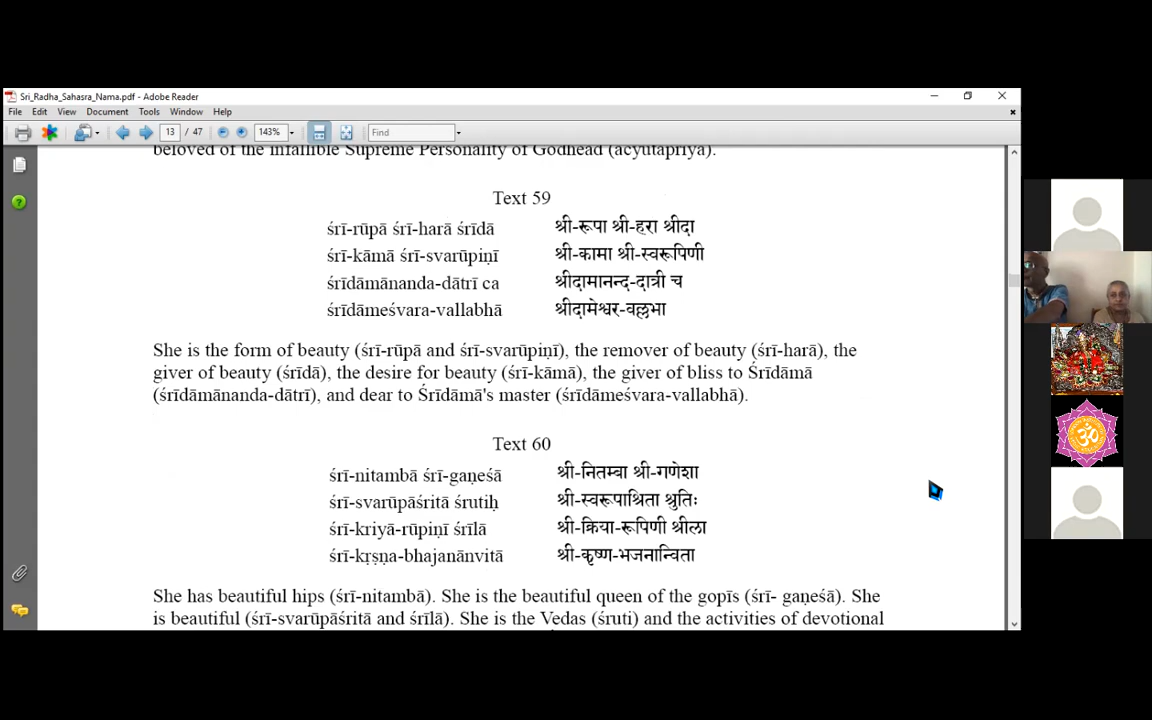 Sri_Radha_Sahasra_Nama.pdf - Adobe Reader
File Edit View Document Tools Window Help
13 / 47 143% Find
beloved of the infallible Supreme Personality of Godhead (acyutapriyā).
Text 59
śrī-rūpā śrī-harā śrīdā श्री-रूपा श्री-हरा श्रीदा
śrī-kāmā śrī-svarūpiṇī श्री-कामा श्री-स्वरूपिणी
śrīdāmānanda-dātrī ca श्रीदामानन्द-दात्री च
śrīdāmeśvara-vallabhā श्रीदामेश्वर-वल्लभा
She is the form of beauty (śrī-rūpā and śrī-svarūpiṇī), the remover of beauty (śrī-harā), the
giver of beauty (śrīdā), the desire for beauty (śrī-kāmā), the giver of bliss to Śrīdāmā
(śrīdāmānanda-dātrī), and dear to Śrīdāmā's master (śrīdāmeśvara-vallabhā).
Text 60
śrī-nitambā śrī-gaṇeśā श्री-नितम्बा श्री-गणेशा
śrī-svarūpāśritā śrutiḥ श्री-स्वरूपाश्रिता श्रुतिः
śrī-kriyā-rūpiṇī śrīlā श्री-क्रिया-रूपिणी श्रीला
śrī-kṛṣṇa-bhajanānvitā श्री-कृष्ण-भजनान्विता
She has beautiful hips (śrī-nitambā). She is the beautiful queen of the gopīs (śrī- gaṇeśā). She
is beautiful (śrī-svarūpāśritā and śrīlā). She is the Vedas (śruti) and the activities of devotional
ॐ